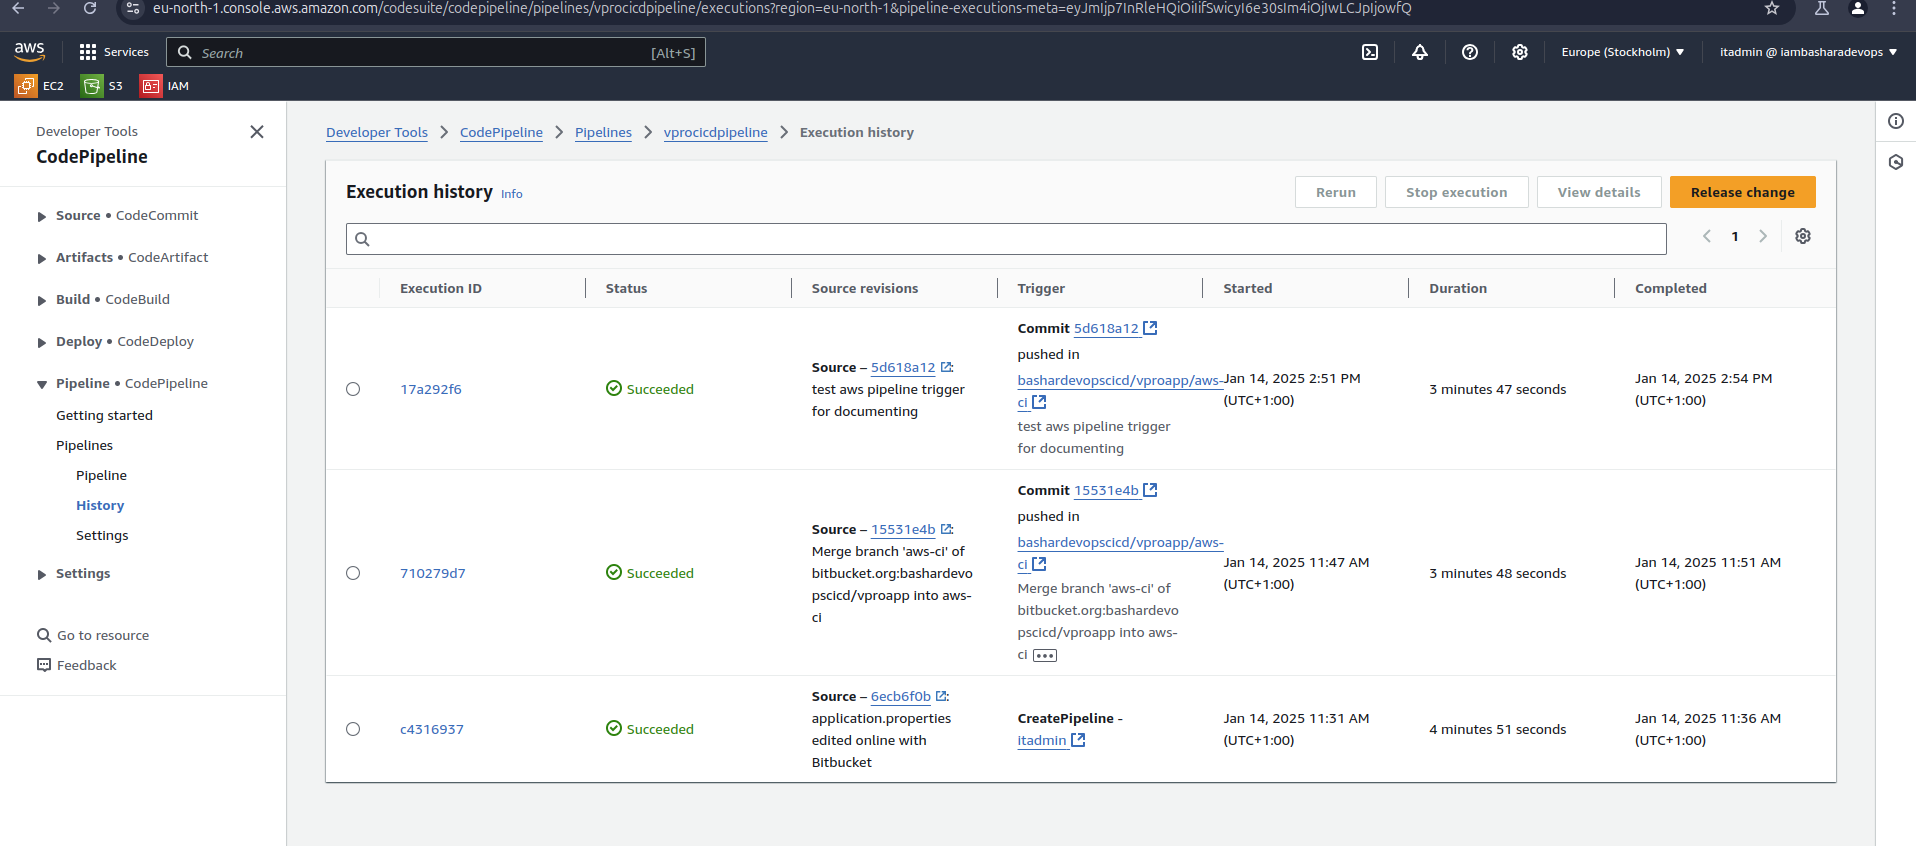 eu-north-1.console.aws.amazon.com/codesuite/codepipeline/pipelines/vprocicdpipeline/executions?region=eu-north-1&pipeline-executions-meta=eyJmIjp7InRleHQiOiIifSwicyI6e30sIm4iOjIwLCJpIjowfQ
aws
Services
Search
[Alt+S]
Europe (Stockholm)
itadmin @ iambasharadevops
EC2
S3
IAM
Developer Tools
CodePipeline
Source • CodeCommit
Artifacts • CodeArtifact
Build • CodeBuild
Deploy • CodeDeploy
Pipeline • CodePipeline
Getting started
Pipelines
Pipeline
History
Settings
Settings
Go to resource
Feedback
Developer Tools
CodePipeline
Pipelines
vprocicdpipeline
Execution history
Execution history Info
Rerun
Stop execution
View details
Release change
1
Execution ID
Status
Source revisions
Trigger
Started
Duration
Completed
17a292f6
Succeeded
Source – 5d618a12 :
test aws pipeline trigger
for documenting
Commit 5d618a12
pushed in
bashardevopscicd/vproapp/aws-
ci
test aws pipeline trigger
for documenting
Jan 14, 2025 2:51 PM
(UTC+1:00)
3 minutes 47 seconds
Jan 14, 2025 2:54 PM
(UTC+1:00)
710279d7
Succeeded
Source – 15531e4b :
Merge branch 'aws-ci' of
bitbucket.org:bashardevo
pscicd/vproapp into aws-
ci
Commit 15531e4b
pushed in
bashardevopscicd/vproapp/aws-
ci
Merge branch 'aws-ci' of
bitbucket.org:bashardevo
pscicd/vproapp into aws-
ci
Jan 14, 2025 11:47 AM
(UTC+1:00)
3 minutes 48 seconds
Jan 14, 2025 11:51 AM
(UTC+1:00)
c4316937
Succeeded
Source – 6ecb6f0b :
application.properties
edited online with
Bitbucket
CreatePipeline -
itadmin
Jan 14, 2025 11:31 AM
(UTC+1:00)
4 minutes 51 seconds
Jan 14, 2025 11:36 AM
(UTC+1:00)